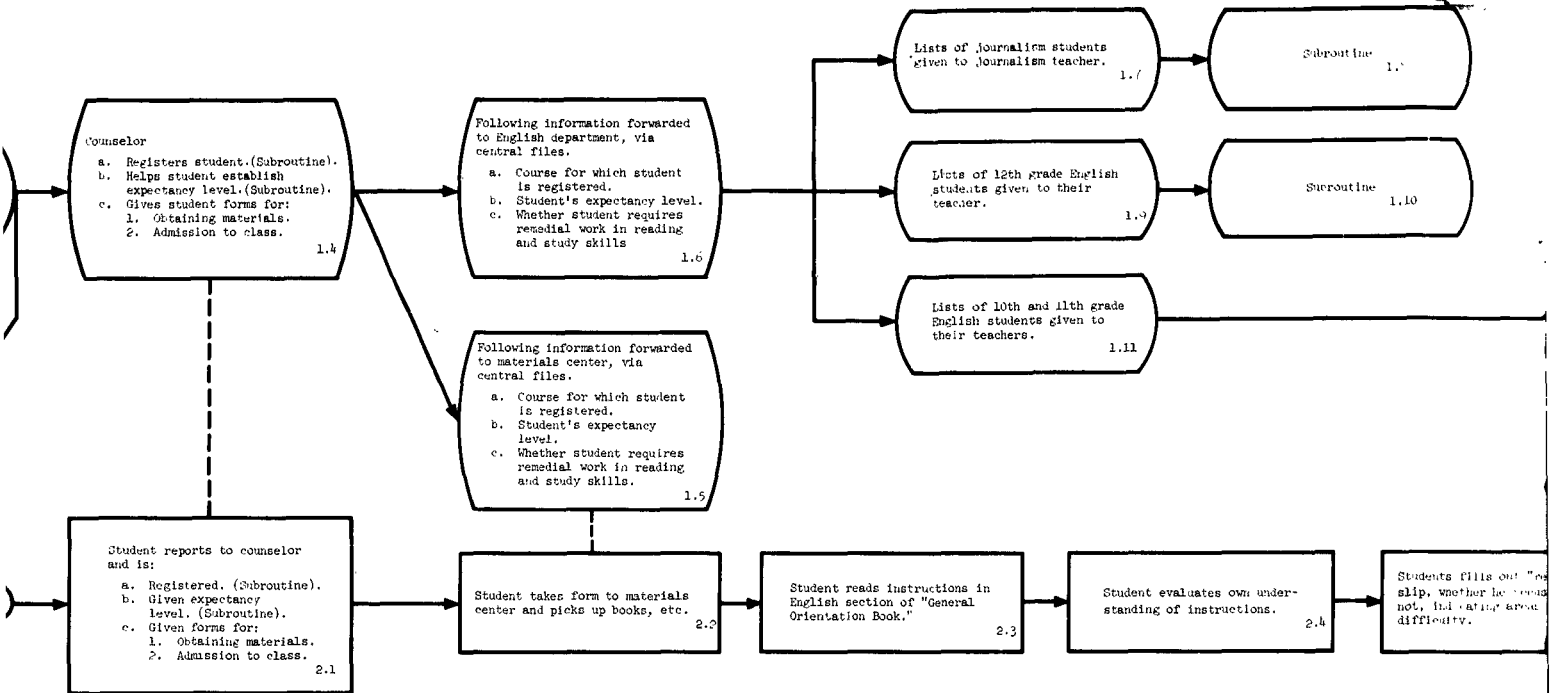 Lists of journalism students
given to journalism teacher.
1.7
Subroutine
Counselor
a. Registers student.(Subroutine).
b. Helps student establish
expectancy level.(Subroutine).
c. Gives student forms for:
1. Obtaining materials.
2. Admission to class.
1.4
Following information forwarded
to English department, via
central files.
a. Course for which student
is registered.
b. Student's expectancy level.
c. Whether student requires
remedial work in reading
and study skills
1.6
Lists of 12th grade English
students given to their
teacher.
1.9
Subroutine
1.10
Lists of 10th and 11th grade
English students given to
their teachers.
1.11
Following information forwarded
to materials center, via
central files.
a. Course for which student
is registered.
b. Student's expectancy
level.
c. Whether student requires
remedial work in reading
and study skills.
1.5
Student reports to counselor
and is:
a. Registered. (Subroutine).
b. Given expectancy
level. (Subroutine).
c. Given forms for:
1. Obtaining materials.
2. Admission to class.
2.1
Student takes form to materials
center and picks up books, etc.
2.2
Student reads instructions in
English section of "General
Orientation Book."
2.3
Student evaluates own under-
standing of instructions.
2.4
Students fills out
slip, whether he
not, area
difficulty.